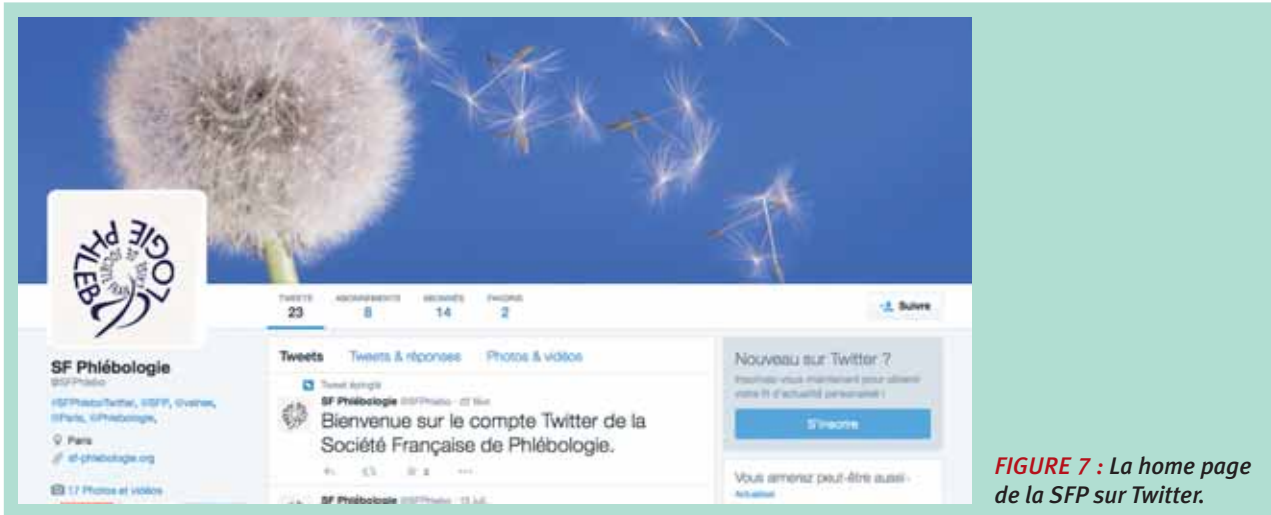 PHLEBOLOGIE
TWEETS ABONNEMENTS ABONNÉS FAVORIS
23 8 14 2
Suivre
SF Phlébologie
@SFPhlebo
#SFPhleboTwitter, @SFP, @veines,
@Paris, @Phlebologie,
Paris
sf-phlebologie.org
17 Photos et vidéos
Tweets Tweets & réponses Photos & vidéos
Tweet épinglé
SF Phlébologie @SFPhlebo
Bienvenue sur le compte Twitter de la
Société Française de Phlébologie.
2
SF Phlébologie @SFPhlebo
Nouveau sur Twitter ?
Inscrivez-vous maintenant pour obtenir
votre fil d'actualité personnalisé !
S'inscrire
Vous aimerez peut-être aussi
Actualiser
FIGURE 7 : La home page
de la SFP sur Twitter.